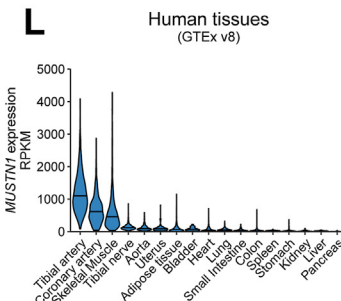 L
Human tissues
(GTEx v8)
MUSTN1 expression
RPKM
5000
4000
3000
2000
1000
0
Tibial artery
Coronary artery
Skeletal Muscle
Tibial nerve
Aorta
Uterus
Adipose tissue
Bladder
Heart
Lung
Small Intestine
Colon
Spleen
Stomach
Kidney
Liver
Pancreas